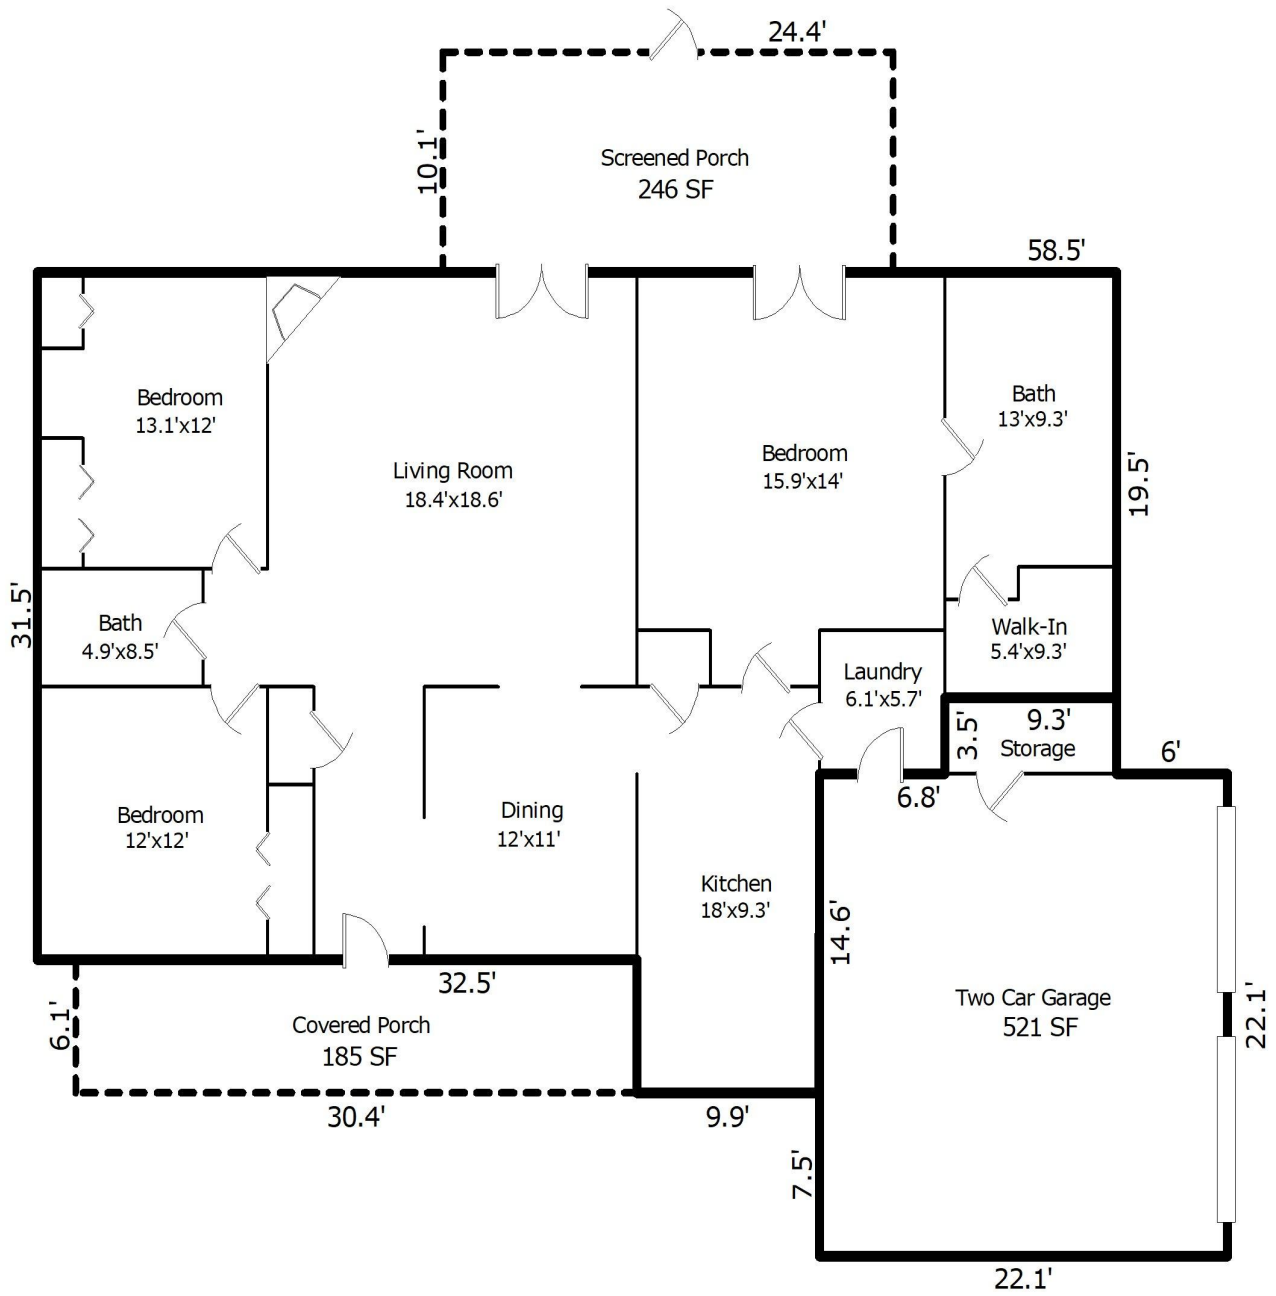 24.4'
10.1'
Screened Porch
246 SF
58.5'
Bedroom
13.1'x12'
Living Room
18.4'x18.6'
Bedroom
15.9'x14'
Bath
13'x9.3'
19.5'
31.5'
Bath
4.9'x8.5'
Walk-In
5.4'x9.3'
Laundry
6.1'x5.7'
3.5'
9.3'
Storage
6'
6.8'
Bedroom
12'x12'
Dining
12'x11'
Kitchen
18'x9.3'
14.6'
Two Car Garage
521 SF
22.1'
32.5'
6.1'
Covered Porch
185 SF
30.4'
9.9'
7.5'
22.1'